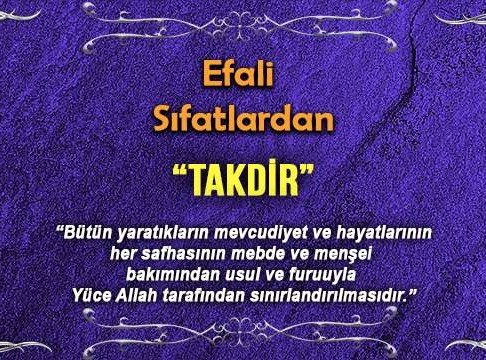 Efali
Sıfatlardan
“TAKDİR”
“Bütün yaratıkların mevcudiyet ve hayatlarının
her safhasının mebde ve menşei
bakımından usul ve furuuyla
Yüce Allah tarafından sınırlandırılmasıdır.”